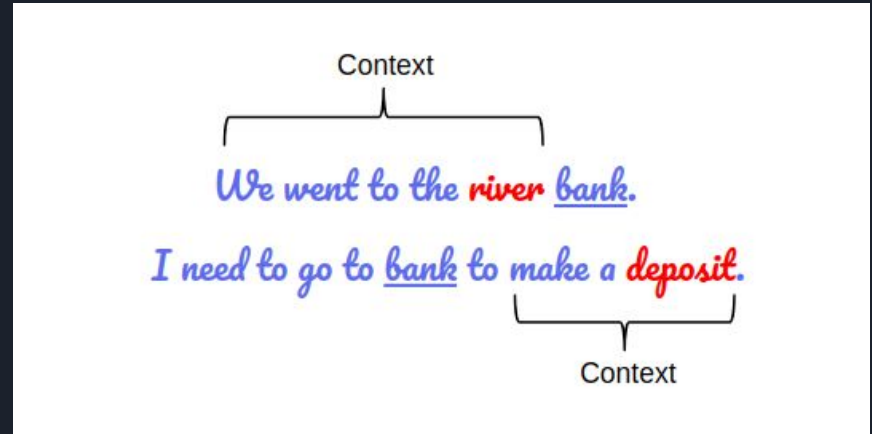 Context
We went to the river bank.
I need to go to bank to make a deposit.
Context